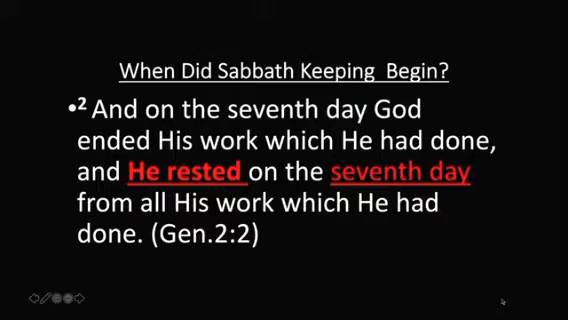 When Did Sabbath Keeping  Begin?
•2 And on the seventh day God
ended His work which He had done,
and He rested on the seventh day
from all His work which He had
done. (Gen.2:2)